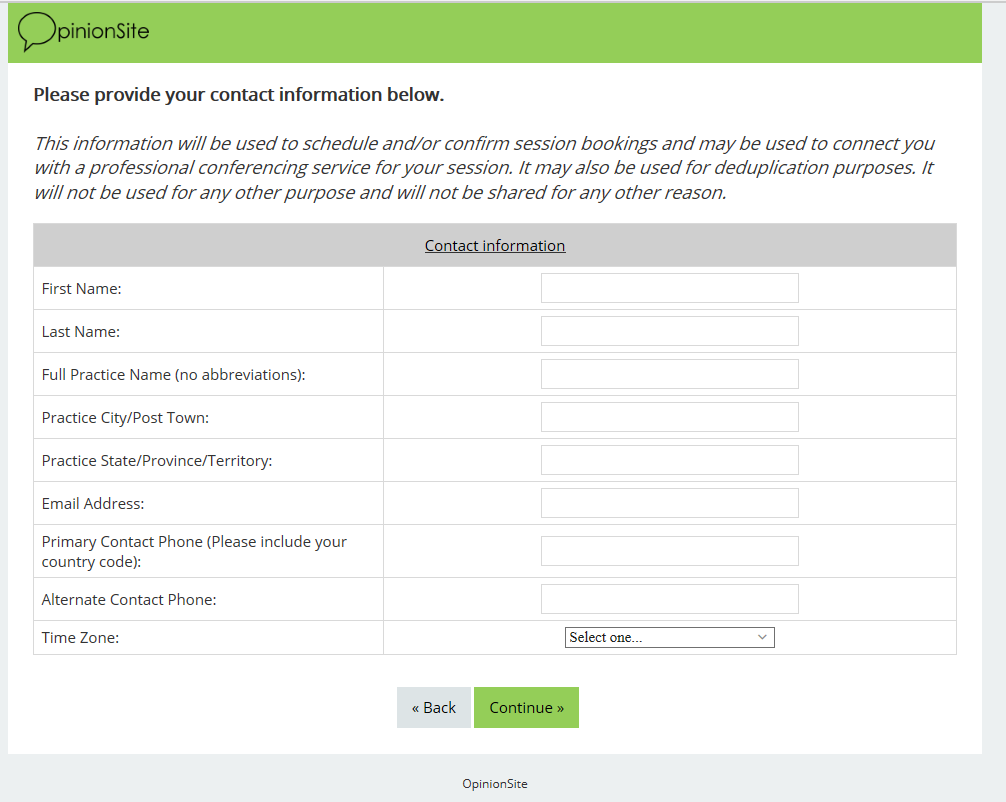 OpinionSite
Please provide your contact information below.
This information will be used to schedule and/or confirm session bookings and may be used to connect you
with a professional conferencing service for your session. It may also be used for deduplication purposes. It
will not be used for any other purpose and will not be shared for any other reason.
Contact information
First Name:
Last Name:
Full Practice Name (no abbreviations):
Practice City/Post Town:
Practice State/Province/Territory:
Email Address:
Primary Contact Phone (Please include your
country code):
Alternate Contact Phone:
Time Zone:
Select one...
« Back
Continue »
OpinionSite